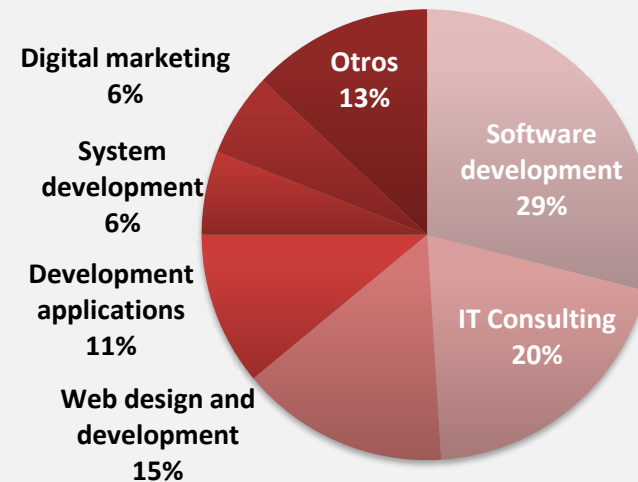 Digital marketing
6%
Otros
13%
System
development
6%
Software
development
29%
Development
applications
11%
IT Consulting
20%
Web design and
development
15%